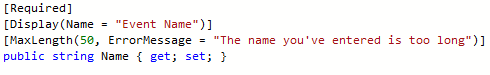 [Required]
[Display(Name = "Event Name")]
[MaxLength(50, ErrorMessage = "The name you've entered is too long")]
public string Name { get; set; }